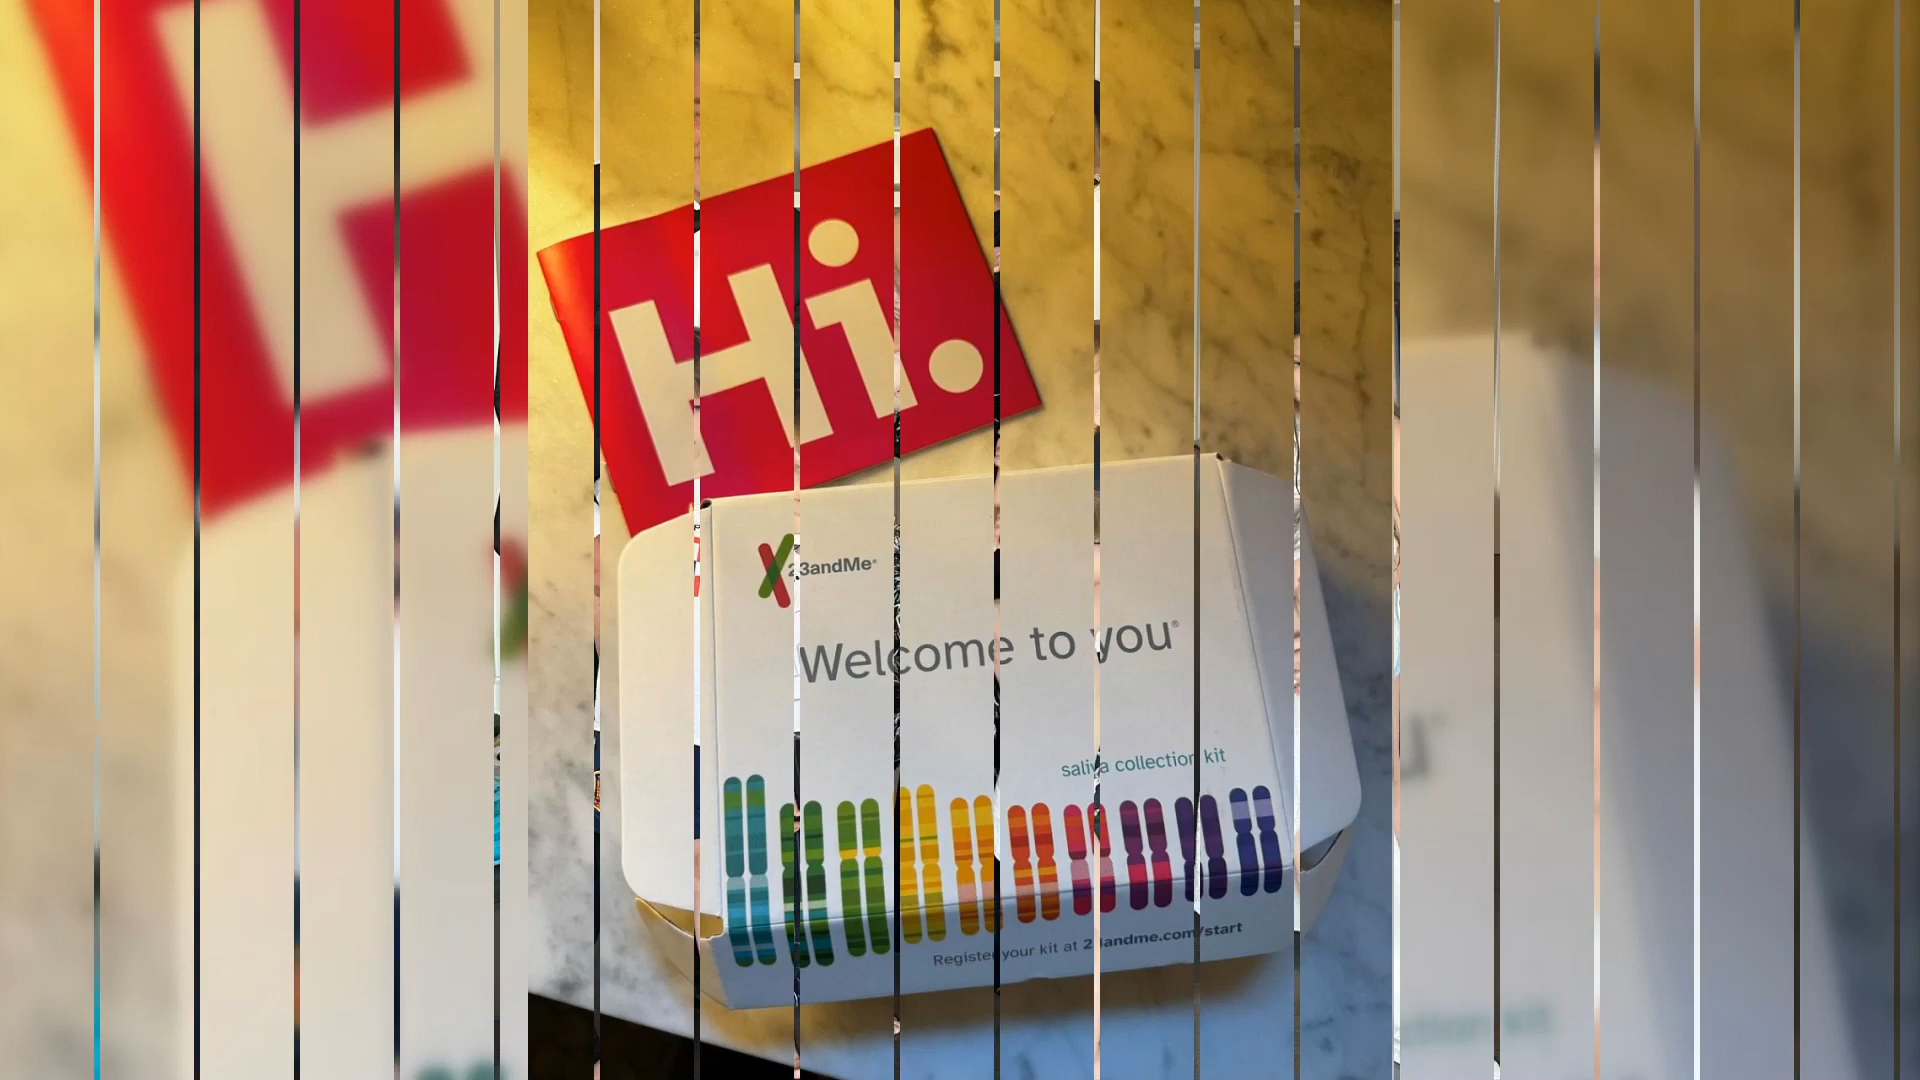 Hi.
23andMe®
Welcome to you®
saliva collection kit
Register your kit at 23andme.com/start